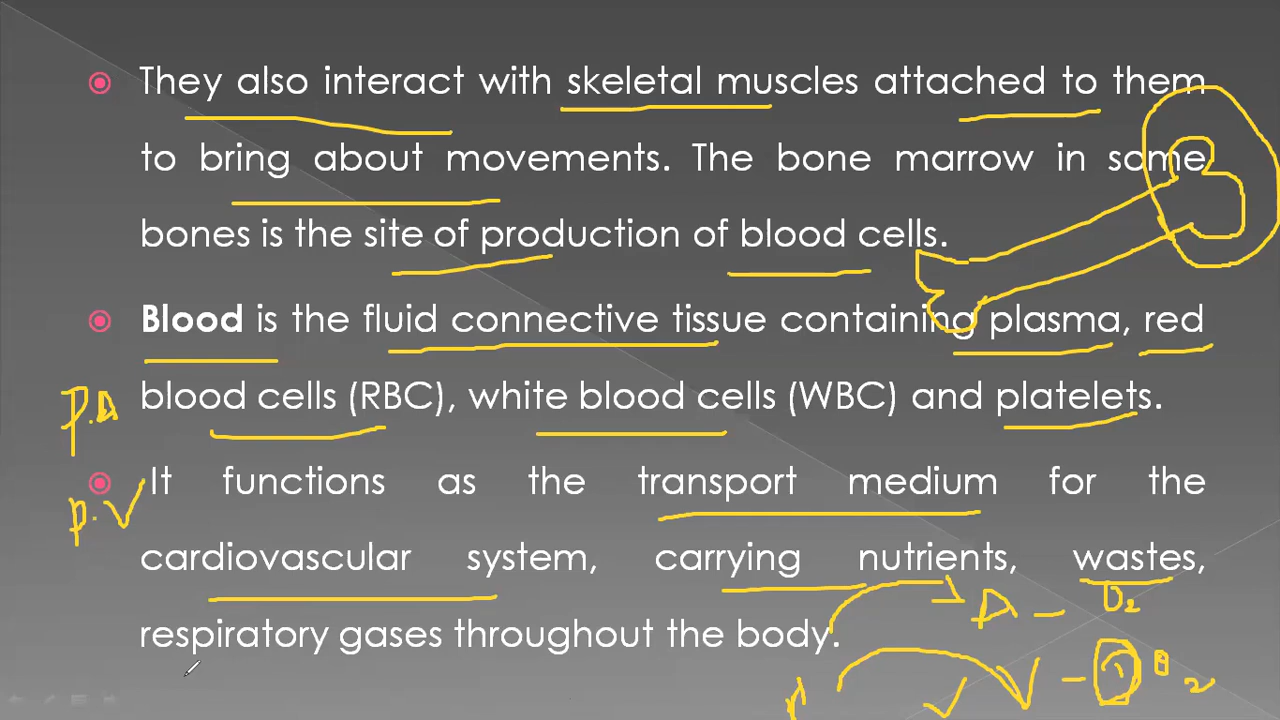 They also interact with skeletal muscles attached to them
to bring about movements. The bone marrow in some
bones is the site of production of blood cells.
Blood is the fluid connective tissue containing plasma, red
blood cells (RBC), white blood cells (WBC) and platelets.
P.A
It functions as the transport medium for the
P.V
cardiovascular system, carrying nutrients, wastes,
A - O2
respiratory gases throughout the body.